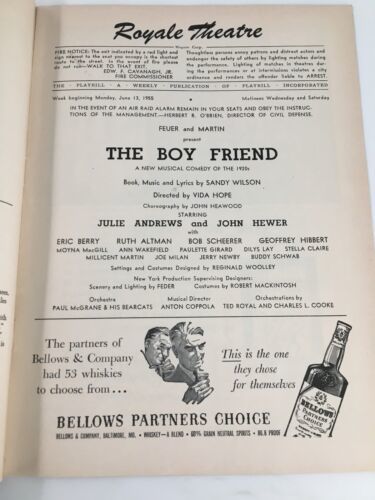 Royale Theatre
FIRE NOTICE: The exit indicated by a red light and
sign nearest to the seat you occupy is the shortest
route to the street. In the event of fire please
do not run—WALK TO THAT EXIT.
EDW. F. CAVANAGH, JR.
FIRE COMMISSIONER
Thoughtless persons annoy patrons and distract actors and
endanger the safety of others by lighting matches during
the performance. Lighting of matches in theatres dur-
ing the performances or at intermissions violates a city
ordinance and renders the offender liable to ARREST.
THE · PLAYBILL · A · WEEKLY · PUBLICATION · OF · PLAYBILL · INCORPORATED
Week beginning Monday, June 13, 1955
Matinees Wednesday and Saturday
IN THE EVENT OF AN AIR RAID ALARM REMAIN IN YOUR SEATS AND OBEY THE INSTRUC-
TIONS OF THE MANAGEMENT.—HERBERT R. O'BRIEN, DIRECTOR OF CIVIL DEFENSE.
FEUER and MARTIN
present
THE BOY FRIEND
A NEW MUSICAL COMEDY OF THE 1920s
Book, Music and Lyrics by SANDY WILSON
Directed by VIDA HOPE
Choreography by JOHN HEAWOOD
STARRING
JULIE ANDREWS and JOHN HEWER
with
ERIC BERRY RUTH ALTMAN BOB SCHEERER GEOFFREY HIBBERT
MOYNA MacGILL ANN WAKEFIELD PAULETTE GIRARD DILYS LAY STELLA CLAIRE
MILLICENT MARTIN JOE MILAN JERRY NEWBY BUDDY SCHWAB
Settings and Costumes Designed by REGINALD WOOLLEY
New York Production Supervising Designers:
Scenery and Lighting by FEDER Costumes by ROBERT MACKINTOSH
Orchestra Musical Director Orchestrations by
PAUL McGRANE & HIS BEARCATS ANTON COPPOLA TED ROYAL and CHARLES L. COOKE
The partners of
Bellows & Company
had 53 whiskies
to choose from . . .
This is the one
they chose
for themselves
BELLOWS
PARTNERS
CHOICE
BELLOWS PARTNERS CHOICE
BELLOWS & COMPANY, BALTIMORE, MD. • WHISKEY—A BLEND • 60% GRAIN NEUTRAL SPIRITS • 86.8 PROOF